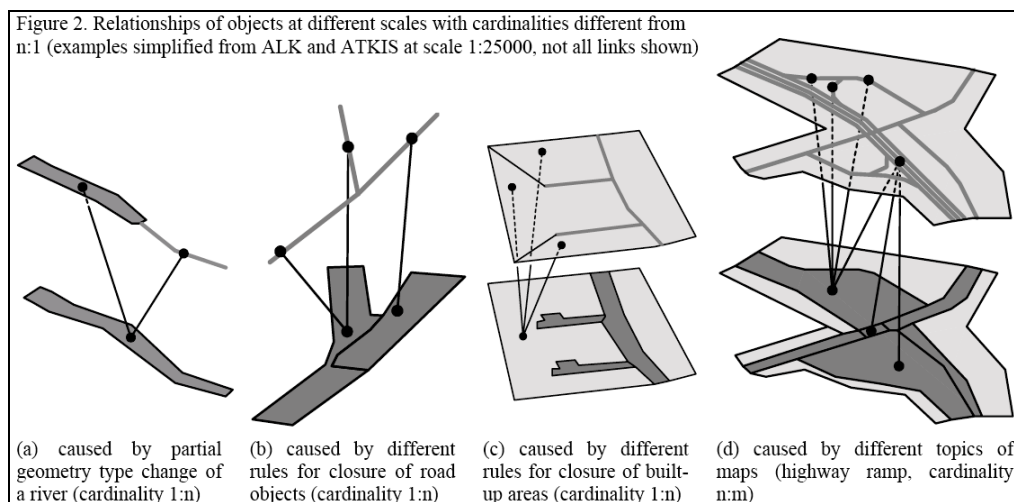 Figure 2. Relationships of objects at different scales with cardinalities different from
n:1 (examples simplified from ALK and ATKIS at scale 1:25000, not all links shown)
(a) caused by partial
geometry type change of
a river (cardinality 1:n)
(b) caused by different
rules for closure of road
objects (cardinality 1:n)
(c) caused by different
rules for closure of built-
up areas (cardinality 1:n)
(d) caused by different topics of
maps (highway ramp, cardinality
n:m)